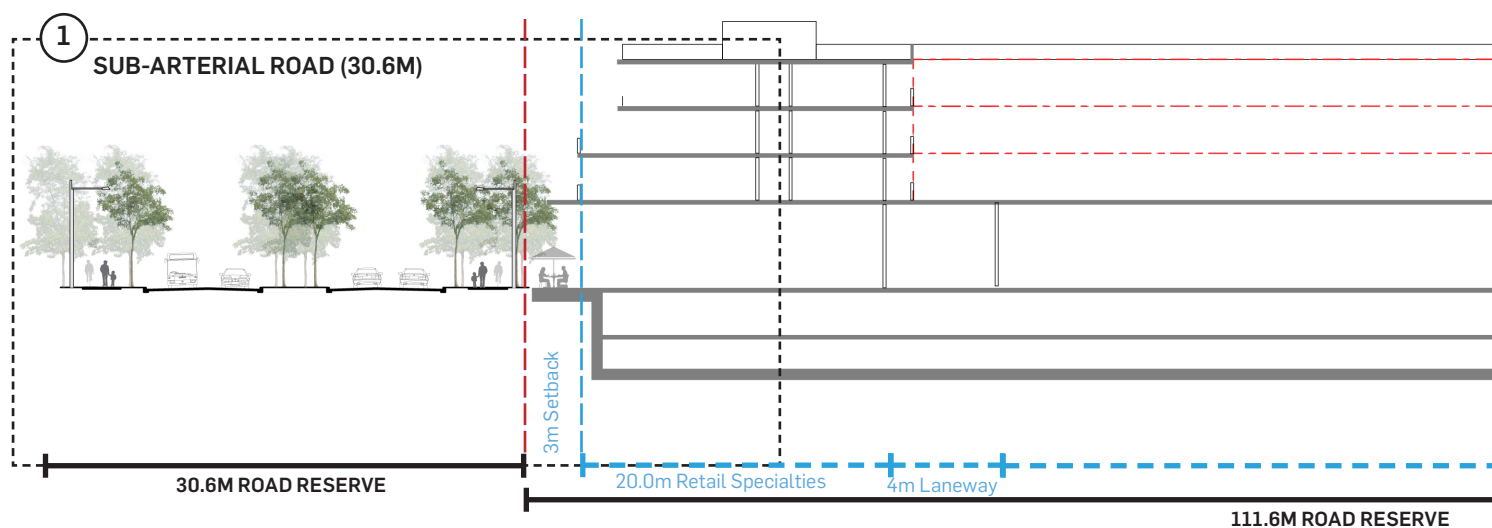 1
SUB-ARTERIAL ROAD (30.6M)
3m Setback
30.6M ROAD RESERVE
20.0m Retail Specialties
4m Laneway
111.6M ROAD RESERVE